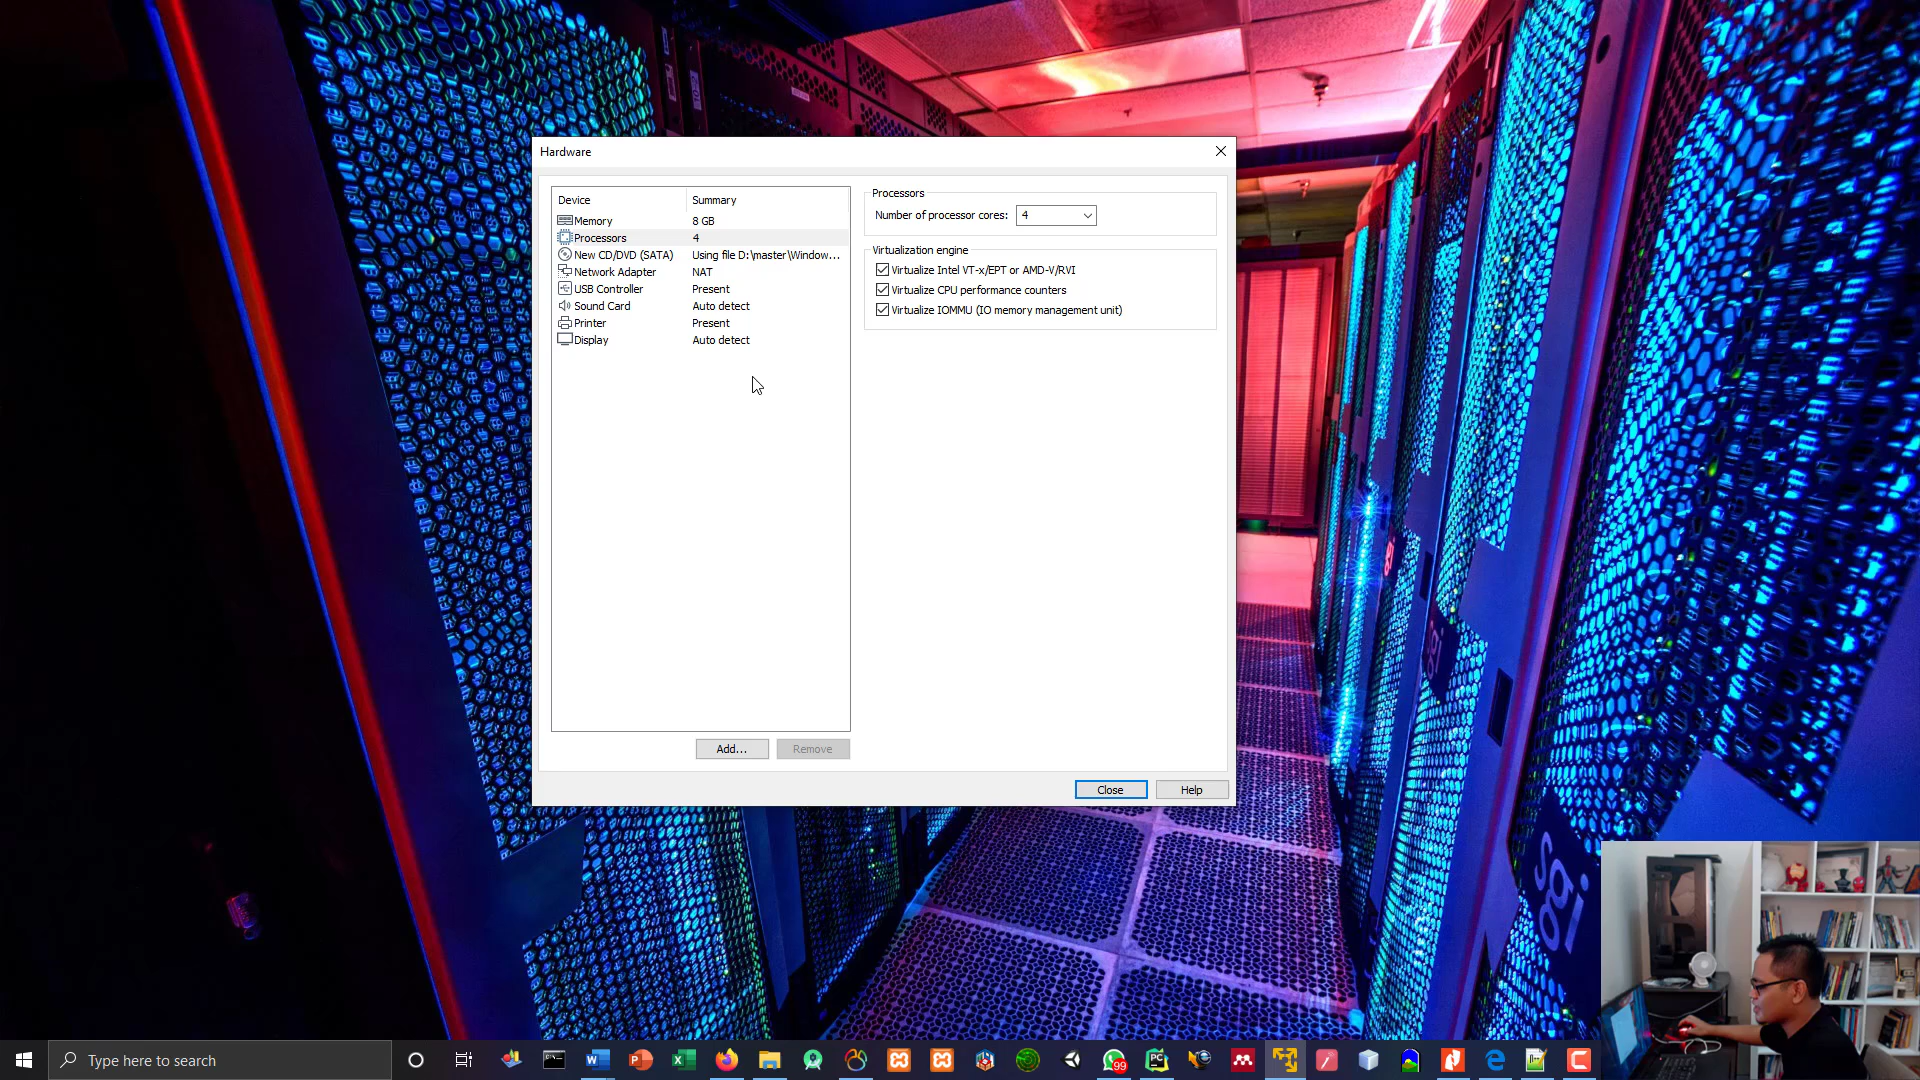 Hardware
Device Summary
Memory 8 GB
Processors 4
New CD/DVD (SATA) Using file D:\master\Window...
Network Adapter NAT
USB Controller Present
Sound Card Auto detect
Printer Present
Display Auto detect
Add... Remove
Processors
Number of processor cores: 4
Virtualization engine
Virtualize Intel VT-x/EPT or AMD-V/RVI
Virtualize CPU performance counters
Virtualize IOMMU (IO memory management unit)
Close Help
sgi
Type here to search
99